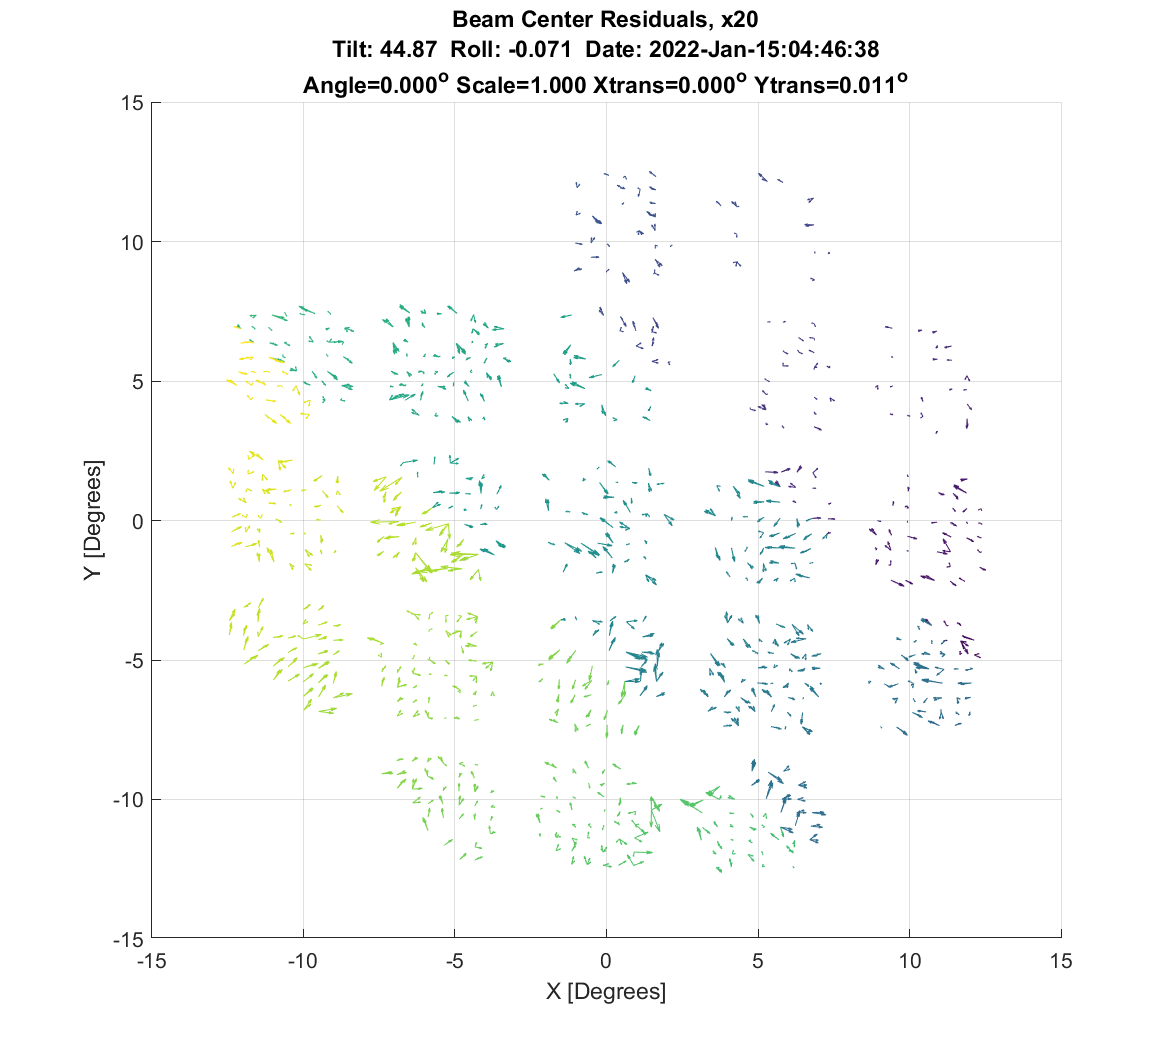 Beam Center Residuals, x20
Tilt: 44.87 Roll: -0.071 Date: 2022-Jan-15:04:46:38
Angle=0.000° Scale=1.000 Xtrans=0.000° Ytrans=0.011°
15
10
5
0
-5
-10
-15
Y [Degrees]
-15 -10 -5 0 5 10 15
X [Degrees]